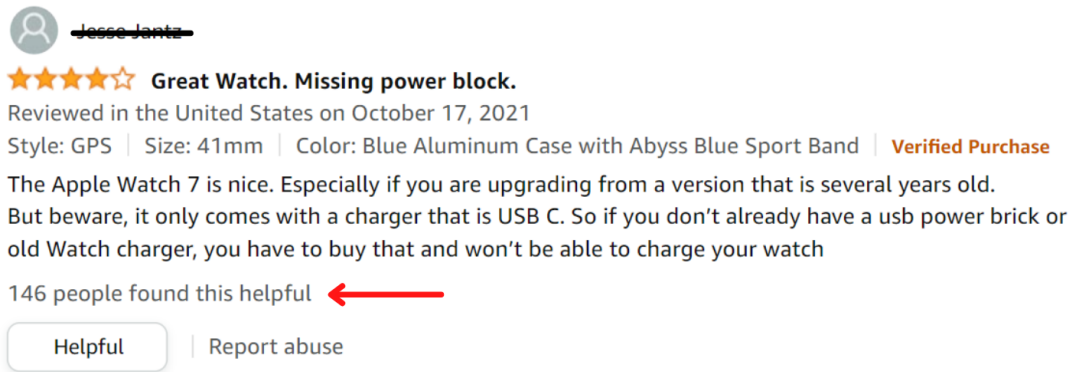 Great Watch. Missing power block.
Reviewed in the United States on October 17, 2021
Style: GPS | Size: 41mm | Color: Blue Aluminum Case with Abyss Blue Sport Band | Verified Purchase
The Apple Watch 7 is nice. Especially if you are upgrading from a version that is several years old.
But beware, it only comes with a charger that is USB C. So if you don’t already have a usb power brick or
old Watch charger, you have to buy that and won’t be able to charge your watch
146 people found this helpful
Helpful | Report abuse